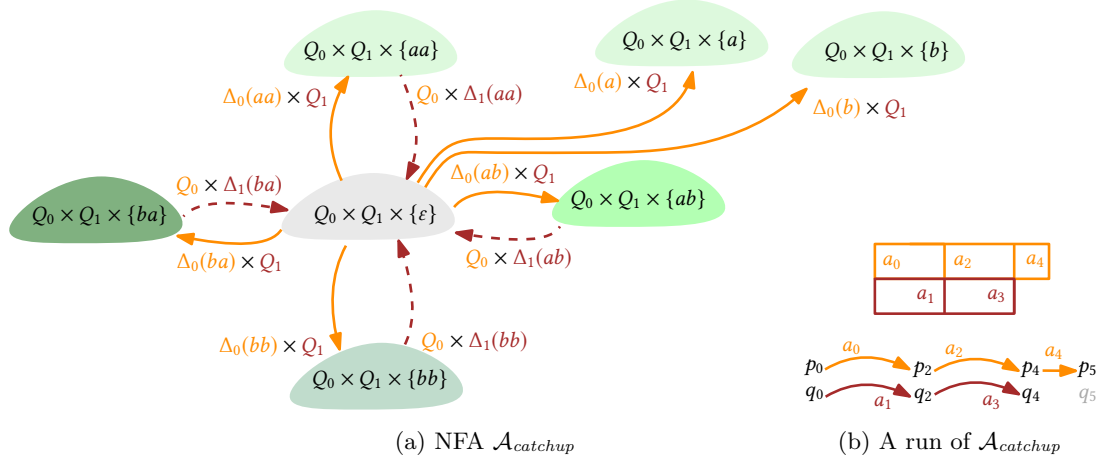 Q₀ × Q₁ × {aa}
Q₀ × Q₁ × {a}
Q₀ × Q₁ × {b}
Δ₀(aa) × Q₁
Q₀ × Δ₁(aa)
Δ₀(a) × Q₁
Δ₀(b) × Q₁
Q₀ × Δ₁(ba)
Δ₀(ab) × Q₁
Q₀ × Q₁ × {ba}
Q₀ × Q₁ × {ε}
Q₀ × Q₁ × {ab}
Δ₀(ba) × Q₁
Q₀ × Δ₁(ab)
Δ₀(bb) × Q₁
Q₀ × Δ₁(bb)
Q₀ × Q₁ × {bb}
a₀ a₂ a₄
a₁ a₃
a₀ a₂ a₄
p₀ p₂ p₄ p₅
q₀ q₂ q₄ q₅
a₁ a₃
(a) NFA 𝒜catchup
(b) A run of 𝒜catchup